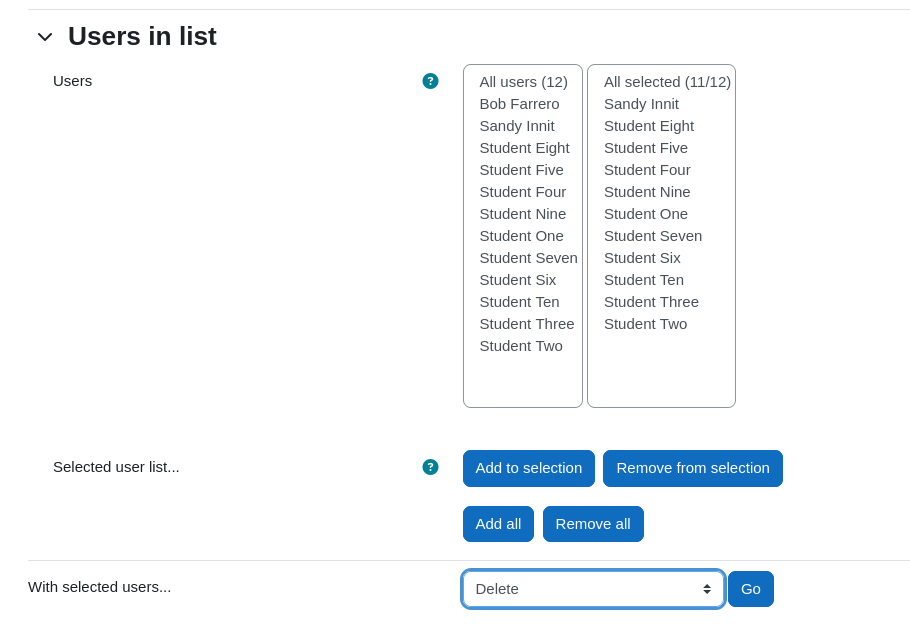 Users in list
Users
?
All users (12)
Bob Farrero
Sandy Innit
Student Eight
Student Five
Student Four
Student Nine
Student One
Student Seven
Student Six
Student Ten
Student Three
Student Two
All selected (11/12)
Sandy Innit
Student Eight
Student Five
Student Four
Student Nine
Student One
Student Seven
Student Six
Student Ten
Student Three
Student Two
Selected user list...
?
Add to selection
Remove from selection
Add all
Remove all
With selected users...
Delete
Go